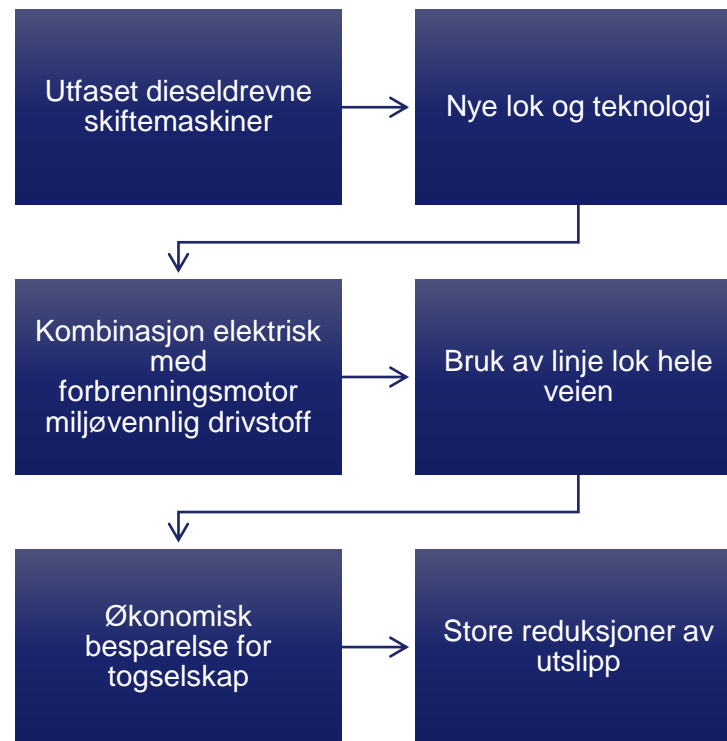 Utfaset dieseldrevne
skiftemaskiner
Nye lok og teknologi
Kombinasjon elektrisk
med
forbrenningsmotor
miljøvennlig drivstoff
Bruk av linje lok hele
veien
Økonomisk
besparelse for
togselskap
Store reduksjoner av
utslipp